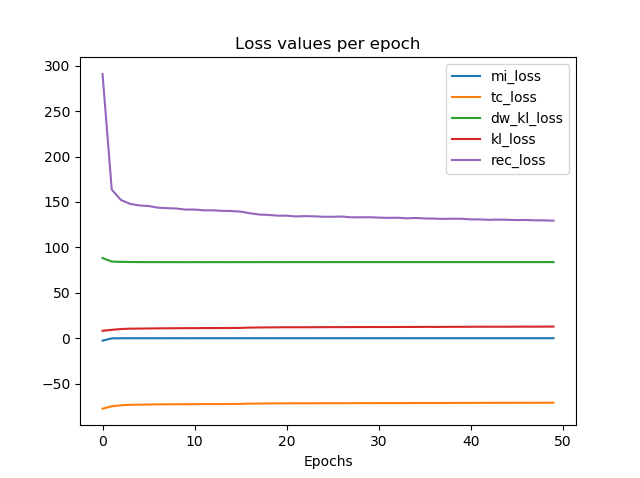 Loss values per epoch
300
250
200
150
100
50
0
−50
mi_loss
tc_loss
dw_kl_loss
kl_loss
rec_loss
0 10 20 30 40 50
Epochs